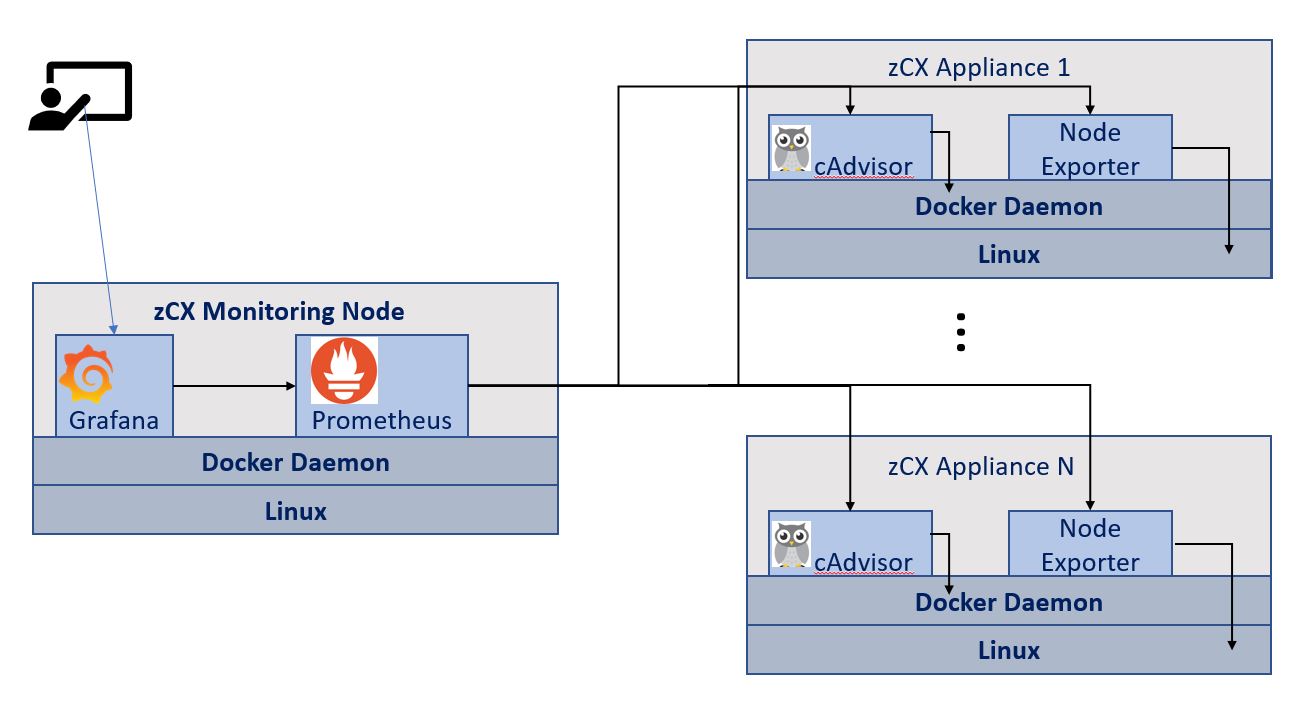 zCX Appliance 1
cAdvisor
Node
Exporter
Docker Daemon
Linux
zCX Monitoring Node
Grafana
Prometheus
Docker Daemon
Linux
zCX Appliance N
cAdvisor
Node
Exporter
Docker Daemon
Linux